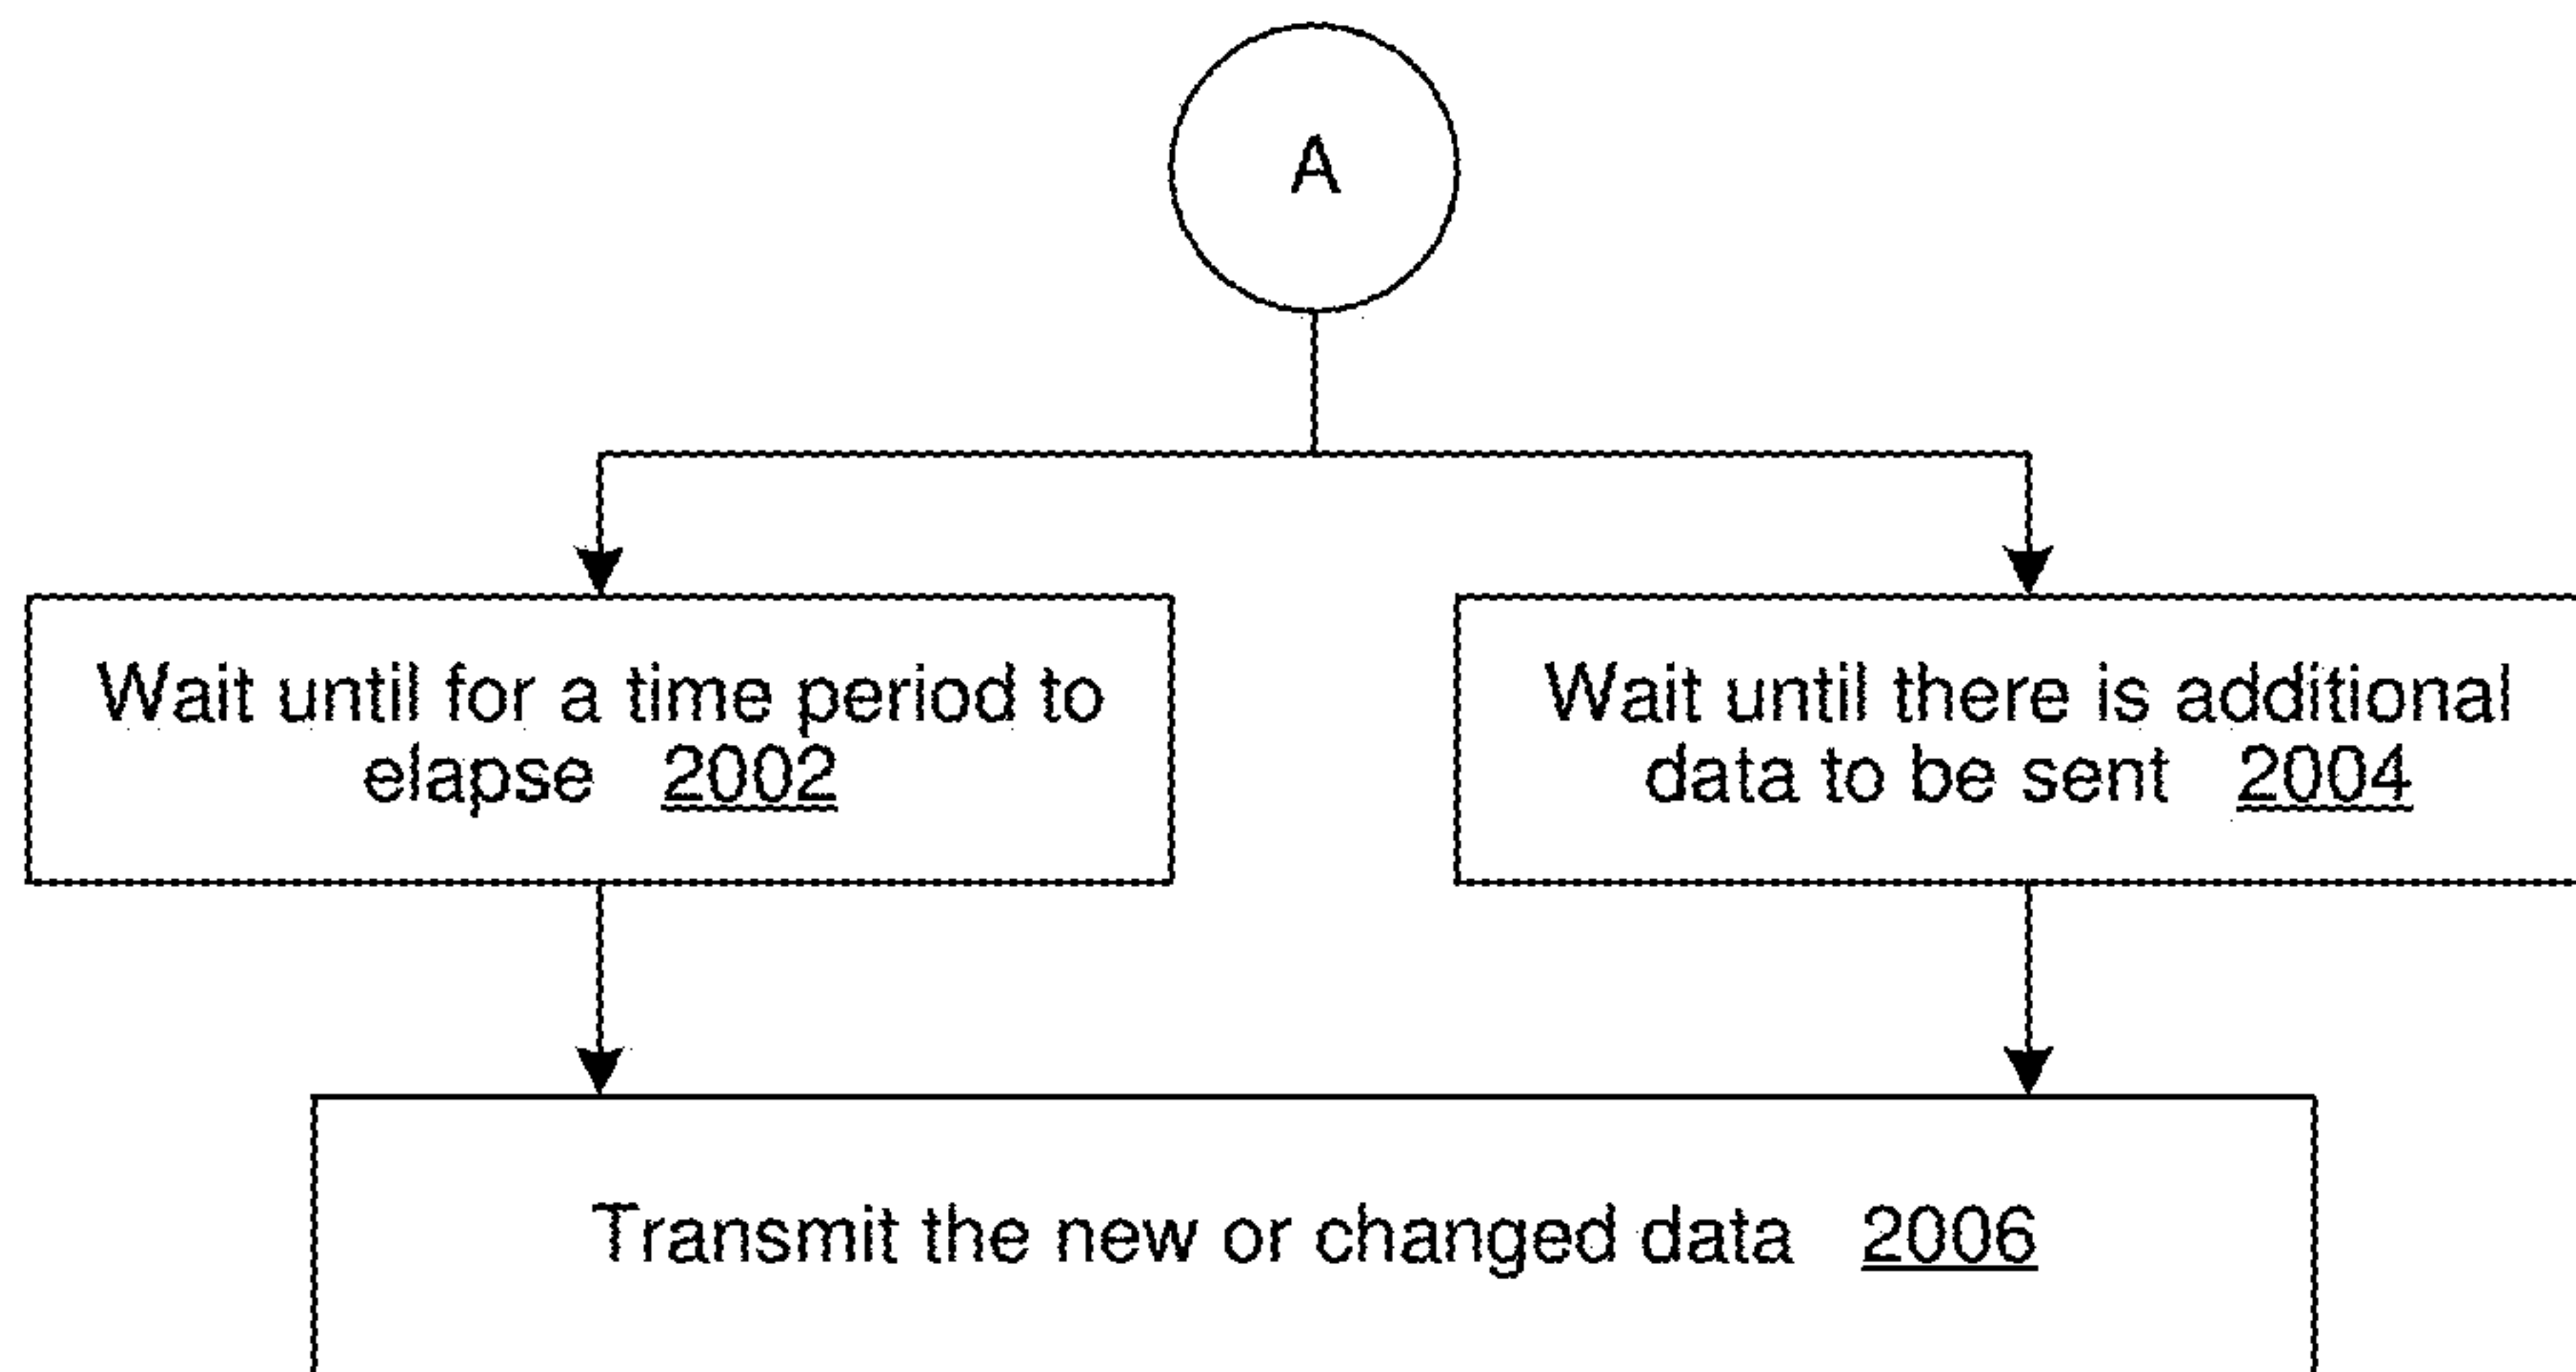 A
Wait until for a time period to
elapse 2002
Wait until there is additional
data to be sent 2004
Transmit the new or changed data 2006